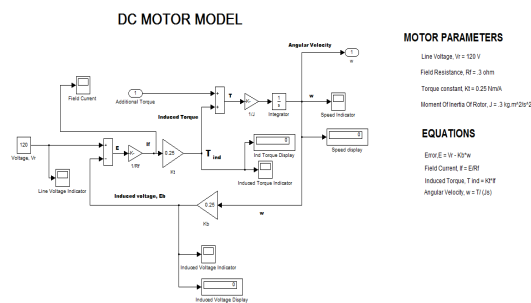 DC MOTOR MODEL
MOTOR PARAMETERS
Line Voltage, Vr = 120 V
Field Resistance, Rf = .3 ohm
Torque constant, Kt = 0.25 Nm/A
Moment Of Inertia Of Rotor, J = .3 kg.m^2/s^2
EQUATIONS
Error,E = Vr - Kb*w
Field Current, If = E/Rf
Induced Torque, T ind = Kt*If
Angular Velocity, w = T/ (Js)
Angular Velocity
1
w
Field Current
1
Additional Torque
+
+
T
K-
1/J
1
s
Integrator
w
Speed Indicator
Induced Torque
0
Speed display
120
Voltage, Vr
+
-
E
K-
1/Rf
If
0.25
Kt
T ind
0
Ind Torque display
Line Voltage Indicator
Induced Torque Indicator
Induced voltage, Eb
0.25
Kb
w
Induced Voltage Indicator
0
Induced Voltage Display